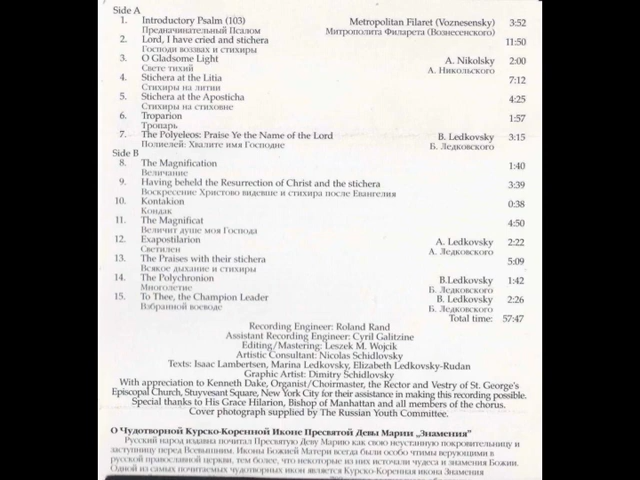 Side A
1. Introductory Psalm (103) Metropolitan Filaret (Voznesensky) 3:52
Предначинательный Псалом Митрополита Филарета (Вознесенского)
2. Lord, I have cried and stichera 11:50
Господи воззвах и стихиры
3. O Gladsome Light A. Nikolsky 2:00
Свете тихий А. Никольского
4. Stichera at the Litia 7:12
Стихиры на литии
5. Stichera at the Aposticha 4:25
Стихиры на стиховне
6. Troparion 1:57
Тропарь
7. The Polyeleos: Praise Ye the Name of the Lord B. Ledkovsky 3:15
Полиелей: Хвалите имя Господне Б. Ледковского
Side B
8. The Magnification 1:40
Величание
9. Having beheld the Resurrection of Christ and the stichera 3:39
Воскресение Христово видевше и стихира после Евангелия
10. Kontakion 0:38
Кондак
11. The Magnificat 4:50
Величит душе моя Господа
12. Exapostilarion A. Ledkovsky 2:22
Светилен А. Ледковского
13. The Praises with their stichera 5:09
Всякое дыхание и стихиры
14. The Polychronion B.Ledkovsky 1:42
Многолетие Б. Ледковского
15. To Thee, the Champion Leader B. Ledkovsky 2:26
Взбранной воеводе Б. Ледковского
Total time: 57:47
Recording Engineer: Roland Rand
Assistant Recording Engineer: Cyril Galitzine
Editing/Mastering: Leszek M. Wojcik
Artistic Consultant: Nicolas Schidlovsky
Texts: Isaac Lambertsen, Marina Ledkovsky, Elizabeth Ledkovsky-Rudan
Graphic Artist: Dimitry Schidlovsky
With appreciation to Kenneth Dake, Organist/Choirmaster, the Rector and Vestry of St. George's
Episcopal Church, Stuyvesant Square, New York City for their assistance in making this recording possible.
Special thanks to His Grace Hilarion, Bishop of Manhattan and all members of the chorus.
Cover photograph supplied by The Russian Youth Committee.
О Чудотворной Курско-Коренной Иконе Пресвятой Девы Марии „Знамения"
Русский народ издавна почитал Пресвятую Деву Марию как свою неустанную покровительницу и
заступницу перед Всевышним. Иконы Божией Матери всегда были особо чтимы верующими в
русской православной церкви, тем более, что некоторые из них источали чудеса и знамения Божии.
Одной из самых почитаемых чудотворных икон является Курско-Коренная икона Знамения